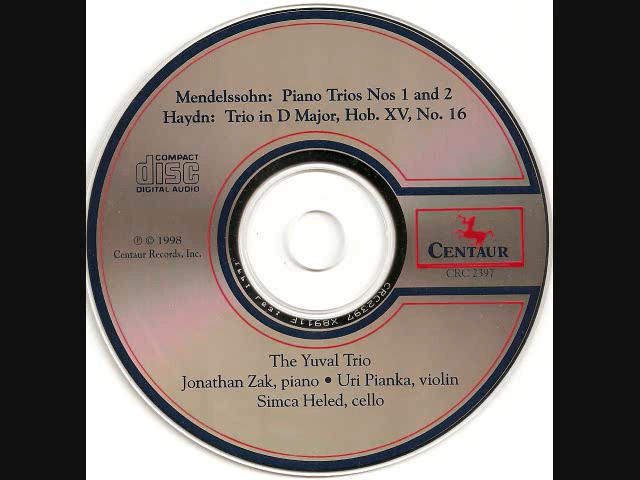 Mendelssohn: Piano Trios Nos 1 and 2
Haydn: Trio in D Major, Hob. XV, No. 16
COMPACT
disc
DIGITAL AUDIO
℗ © 1998
Centaur Records, Inc.
CENTAUR
CRC 2397
CRC2397 X8911F
The Yuval Trio
Jonathan Zak, piano • Uri Pianka, violin
Simca Heled, cello